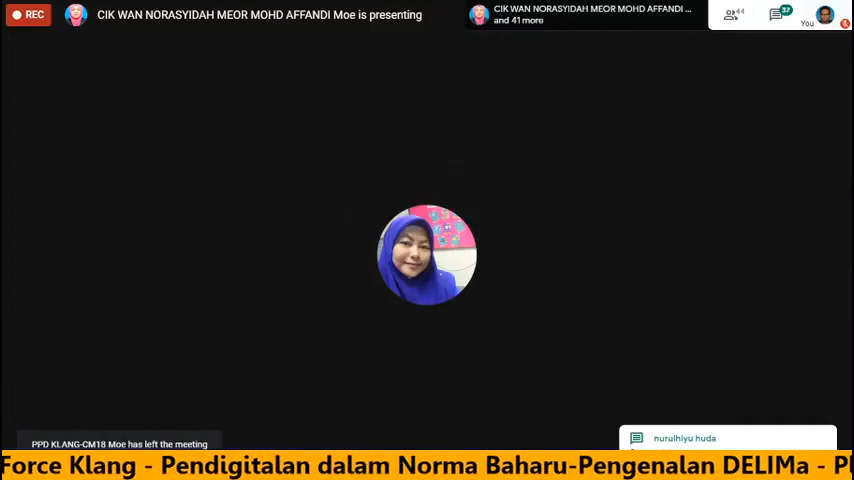 REC
CIK WAN NORASYIDAH MEOR MOHD AFFANDI Moe is presenting
CIK WAN NORASYIDAH MEOR MOHD AFFANDI ...
and 41 more
44
37
You
PPD KLANG-CM18 Moe has left the meeting
nurulhiyu huda
Force Klang - Pendigitalan dalam Norma Baharu-Pengenalan DELIMa -